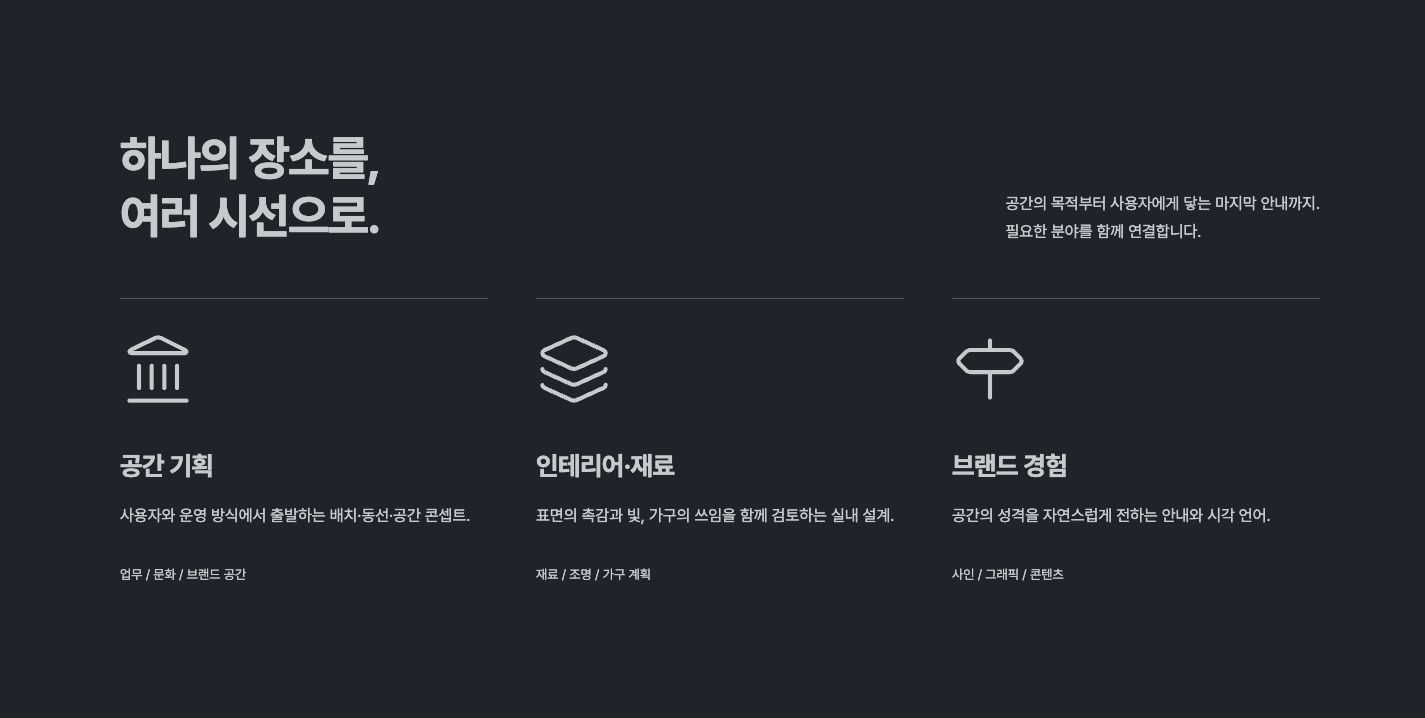 하나의 장소를,
여러 시선으로.
공간의 목적부터 사용자에게 닿는 마지막 안내까지.
필요한 분야를 함께 연결합니다.
공간 기획
사용자와 운영 방식에서 출발하는 배치·동선·공간 콘셉트.
업무 / 문화 / 브랜드 공간
인테리어·재료
표면의 촉감과 빛, 가구의 쓰임을 함께 검토하는 실내 설계.
재료 / 조명 / 가구 계획
브랜드 경험
공간의 성격을 자연스럽게 전하는 안내와 시각 언어.
사인 / 그래픽 / 콘텐츠